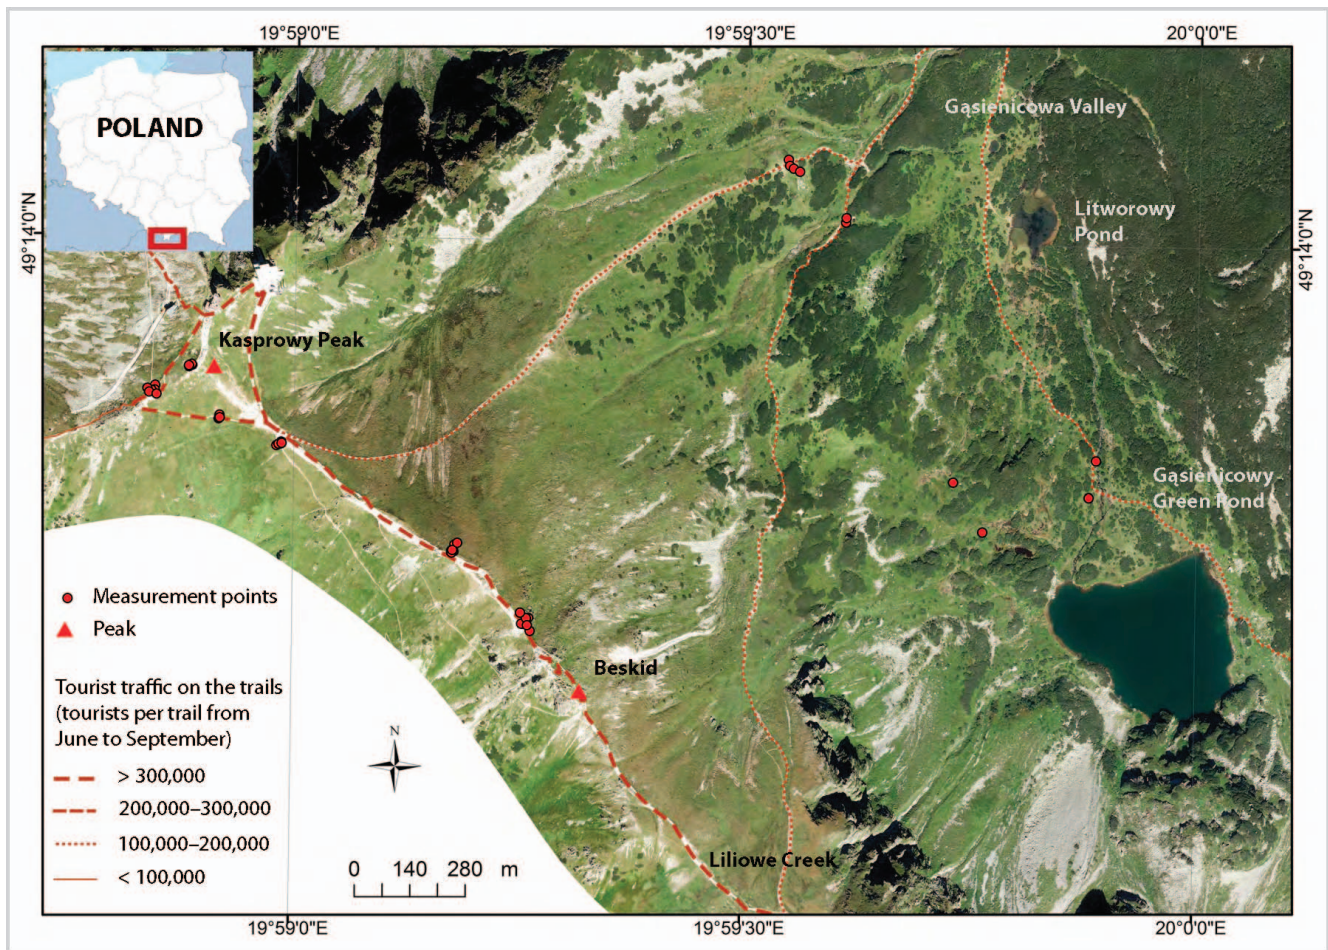 19°59'0"E
19°59'30"E
20°0'0"E
POLAND
Gąsienicowa Valley
49°14'0"N
Litworowy
Pond
49°14'0"N
Kasprowy Peak
Gąsienicowy
Green Pond
Measurement points
Peak
Beskid
Tourist traffic on the trails
(tourists per trail from
June to September)
N
> 300,000
200,000–300,000
100,000–200,000
< 100,000
0 140 280 m
Liliowe Creek
19°59'0"E
19°59'30"E
20°0'0"E